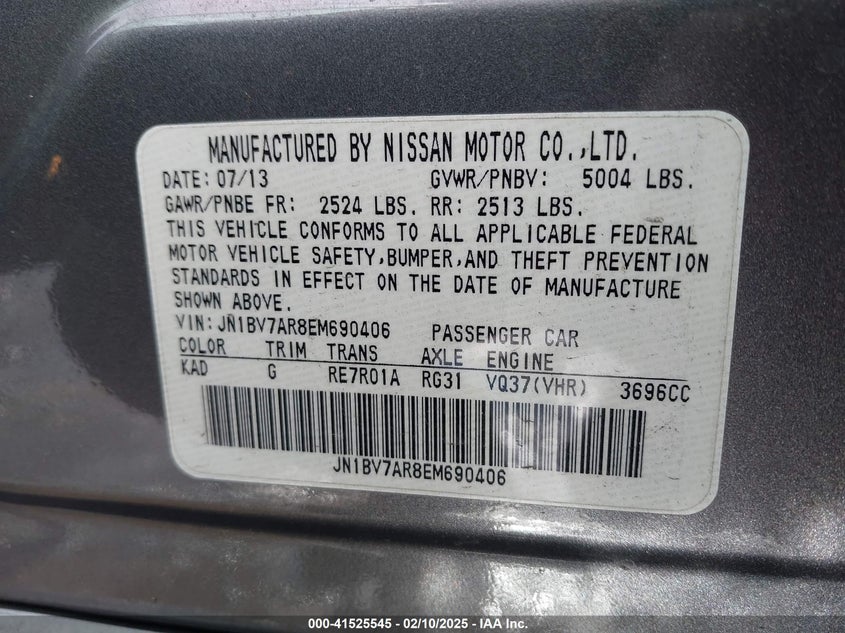 MANUFACTURED BY NISSAN MOTOR CO.,LTD.
DATE: 07/13 GVWR/PNBV: 5004 LBS.
GAWR/PNBE FR: 2524 LBS. RR: 2513 LBS.
THIS VEHICLE CONFORMS TO ALL APPLICABLE FEDERAL
MOTOR VEHICLE SAFETY,BUMPER,AND THEFT PREVENTION
STANDARDS IN EFFECT ON THE DATE OF MANUFACTURE
SHOWN ABOVE.
VIN: JN1BV7AR8EM690406 PASSENGER CAR
COLOR TRIM TRANS AXLE ENGINE
KAD G RE7R01A RG31 VQ37(VHR) 3696CC
JN1BV7AR8EM690406
000-41525545 - 02/10/2025 - IAA Inc.